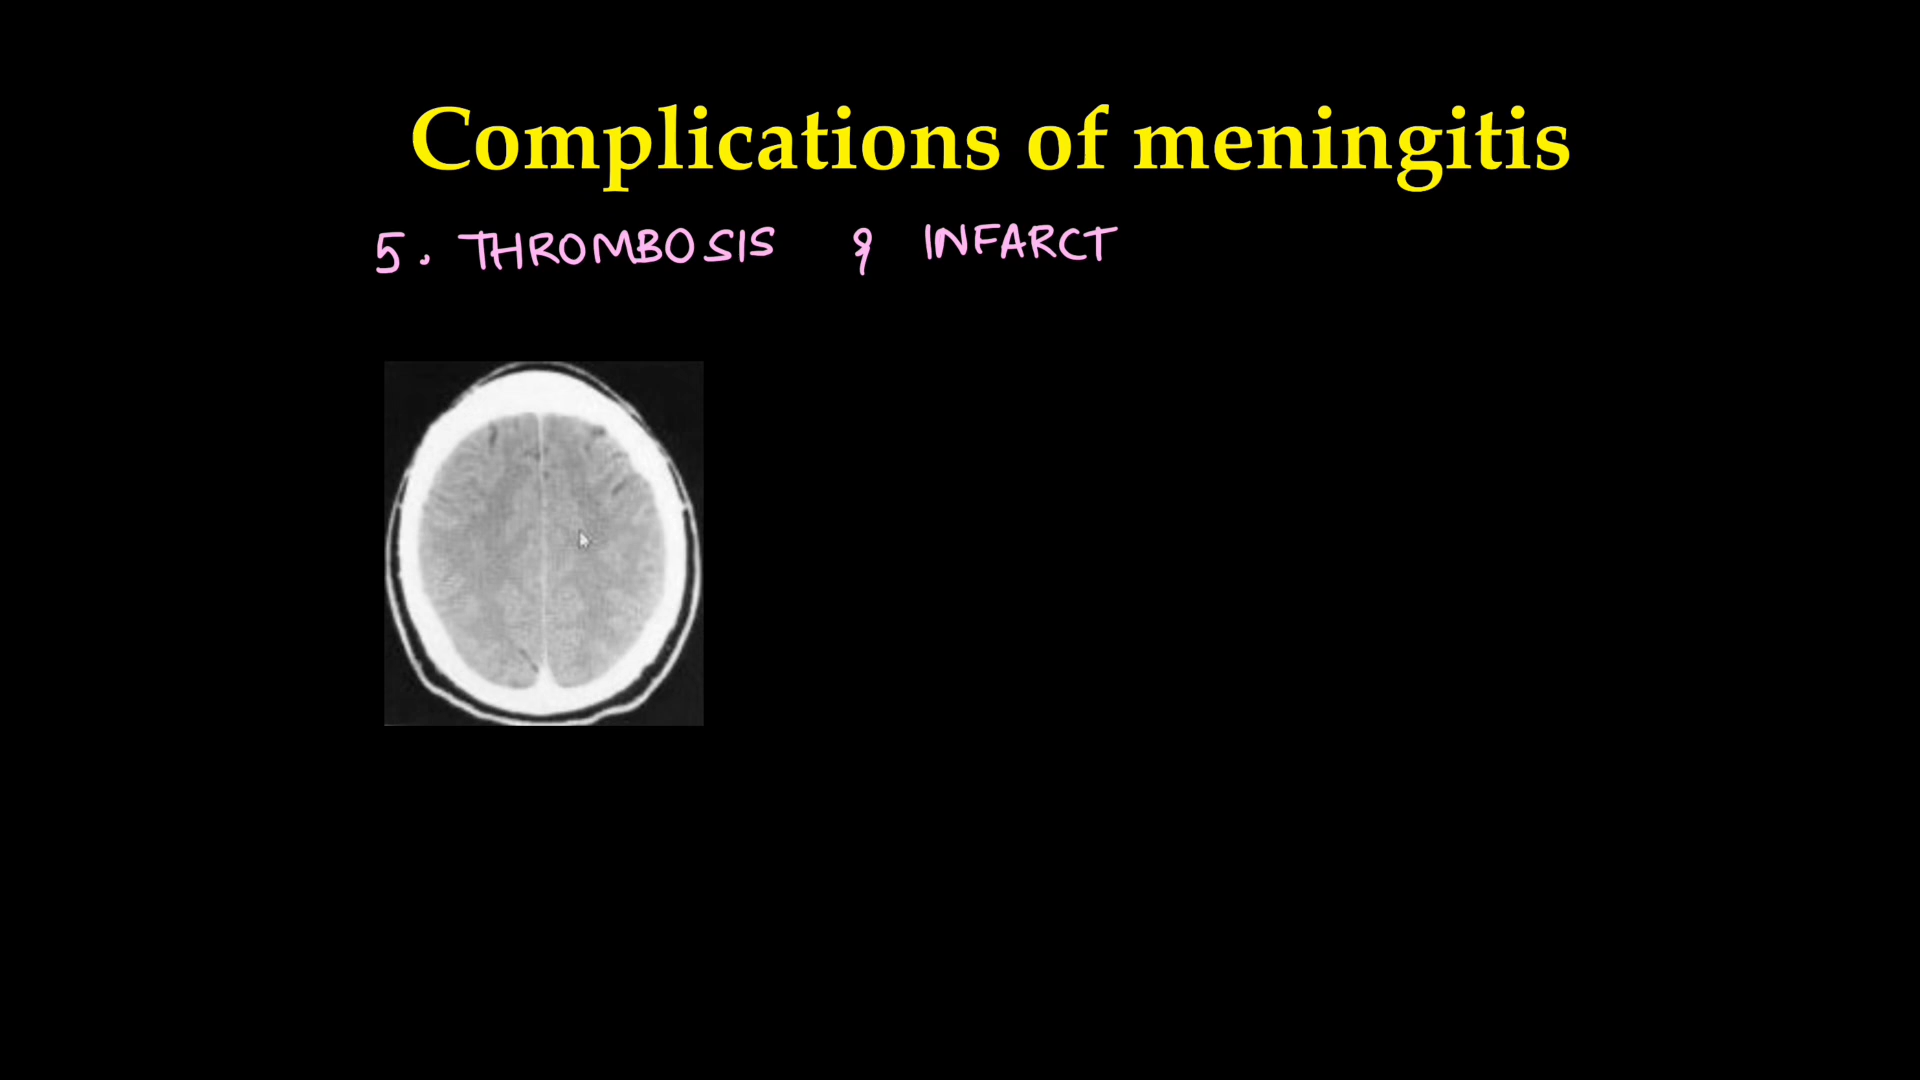 Complications of meningitis
5. THROMBOSIS & INFARCT